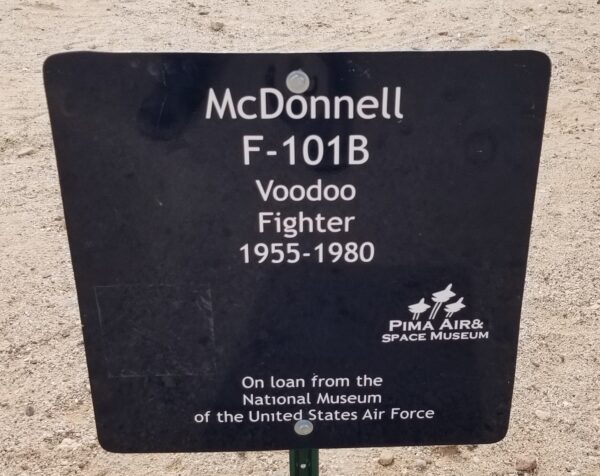 McDonnell
F-101B
Voodoo
Fighter
1955-1980
PIMA AIR&
SPACE MUSEUM
On loan from the
National Museum
of the United States Air Force